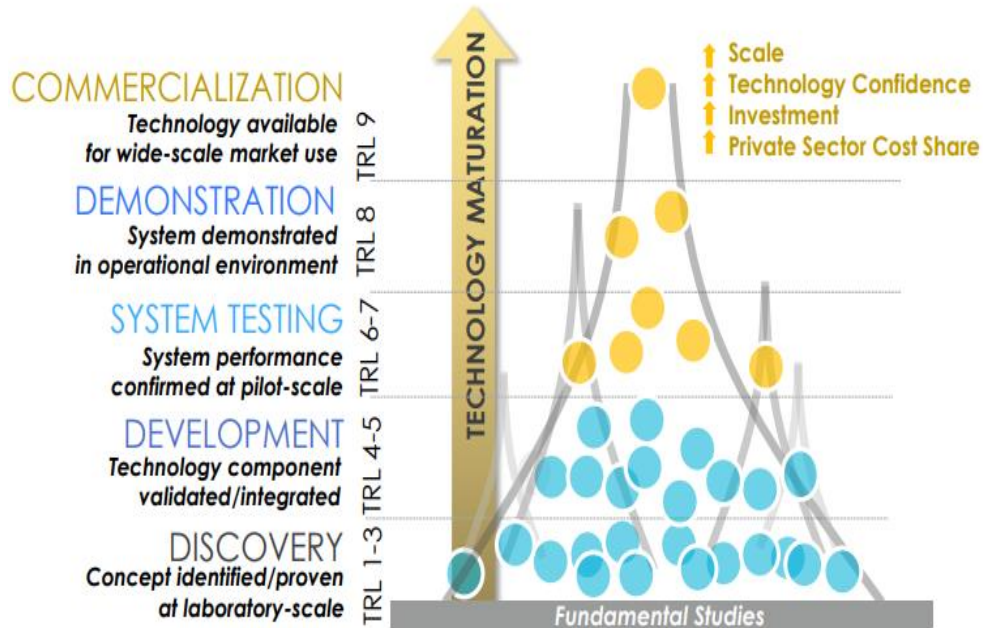 COMMERCIALIZATION
Technology available
for wide-scale market use
TRL 9
DEMONSTRATION
System demonstrated
in operational environment
TRL 8
SYSTEM TESTING
System performance
confirmed at pilot-scale
TRL 6-7
DEVELOPMENT
Technology component
validated/integrated
TRL 4-5
DISCOVERY
Concept identified/proven
at laboratory-scale
TRL 1-3
TECHNOLOGY MATURATION
Scale
Technology Confidence
Investment
Private Sector Cost Share
Fundamental Studies